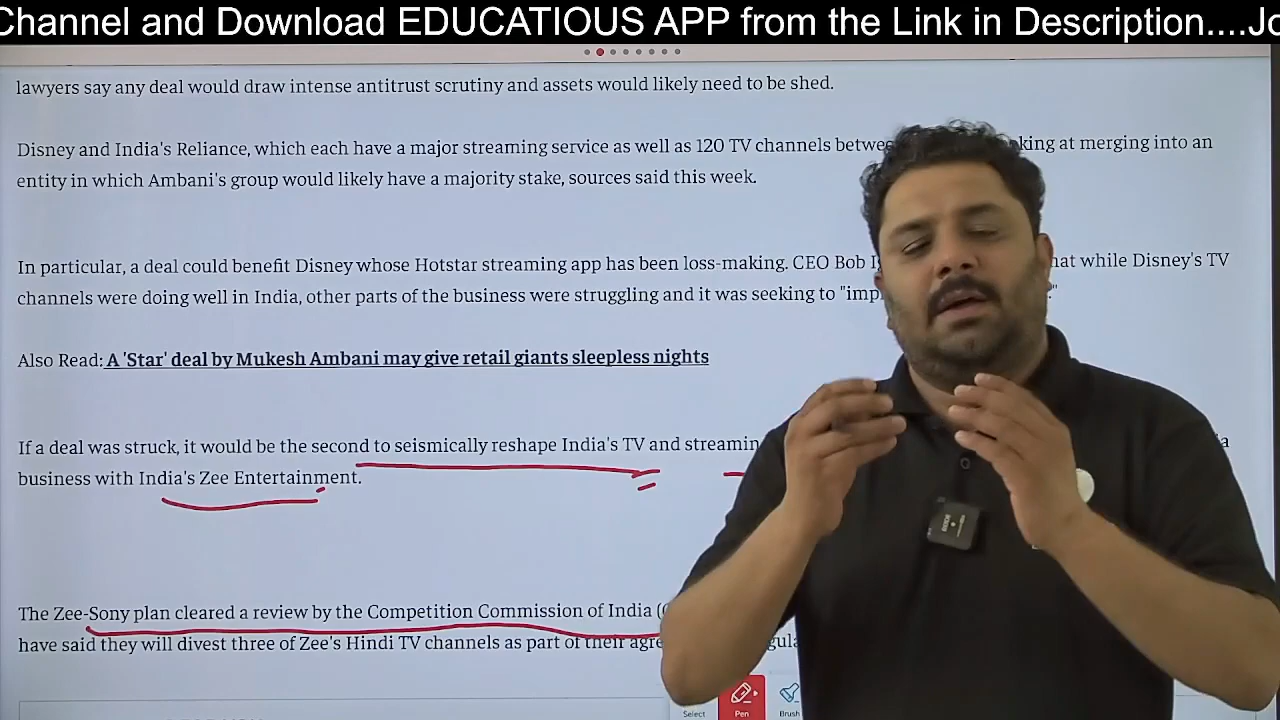 Channel and Download EDUCATIOUS APP from the Link in Description....Jo
lawyers say any deal would draw intense antitrust scrutiny and assets would likely need to be shed.
Disney and India's Reliance, which each have a major streaming service as well as 120 TV channels king at merging into an
entity in which Ambani's group would likely have a majority stake, sources said this week.
In particular, a deal could benefit Disney whose Hotstar streaming app has been loss-making. CEO Bob while Disney's TV
channels were doing well in India, other parts of the business were struggling and it was seeking to
Also Read: A 'Star' deal by Mukesh Ambani may give retail giants sleepless nights
If a deal was struck, it would be the second to seismically reshape India's TV and
business with India's Zee Entertainment.
The Zee-Sony plan cleared a review by the Competition Commission of India
have said they will divest three of Zee's Hindi TV channels as part of their
Select
Pen
Brush